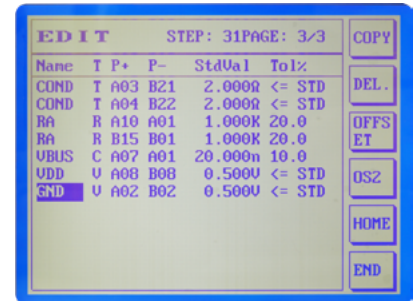 EDIT STEP: 31PAGE: 3/3
Name T P+ P- StdVal Tol%
COND T A03 B21 2.000Ω <= STD
COND T A04 B22 2.000Ω <= STD
RA R A10 A01 1.000K 20.0
RA R B15 B01 1.000K 20.0
VBUS C A07 A01 20.000n 10.0
VDD V A08 B08 0.500V <= STD
GND V A02 B02 0.500V <= STD
COPY
DEL.
OFFS
ET
OS2
HOME
END